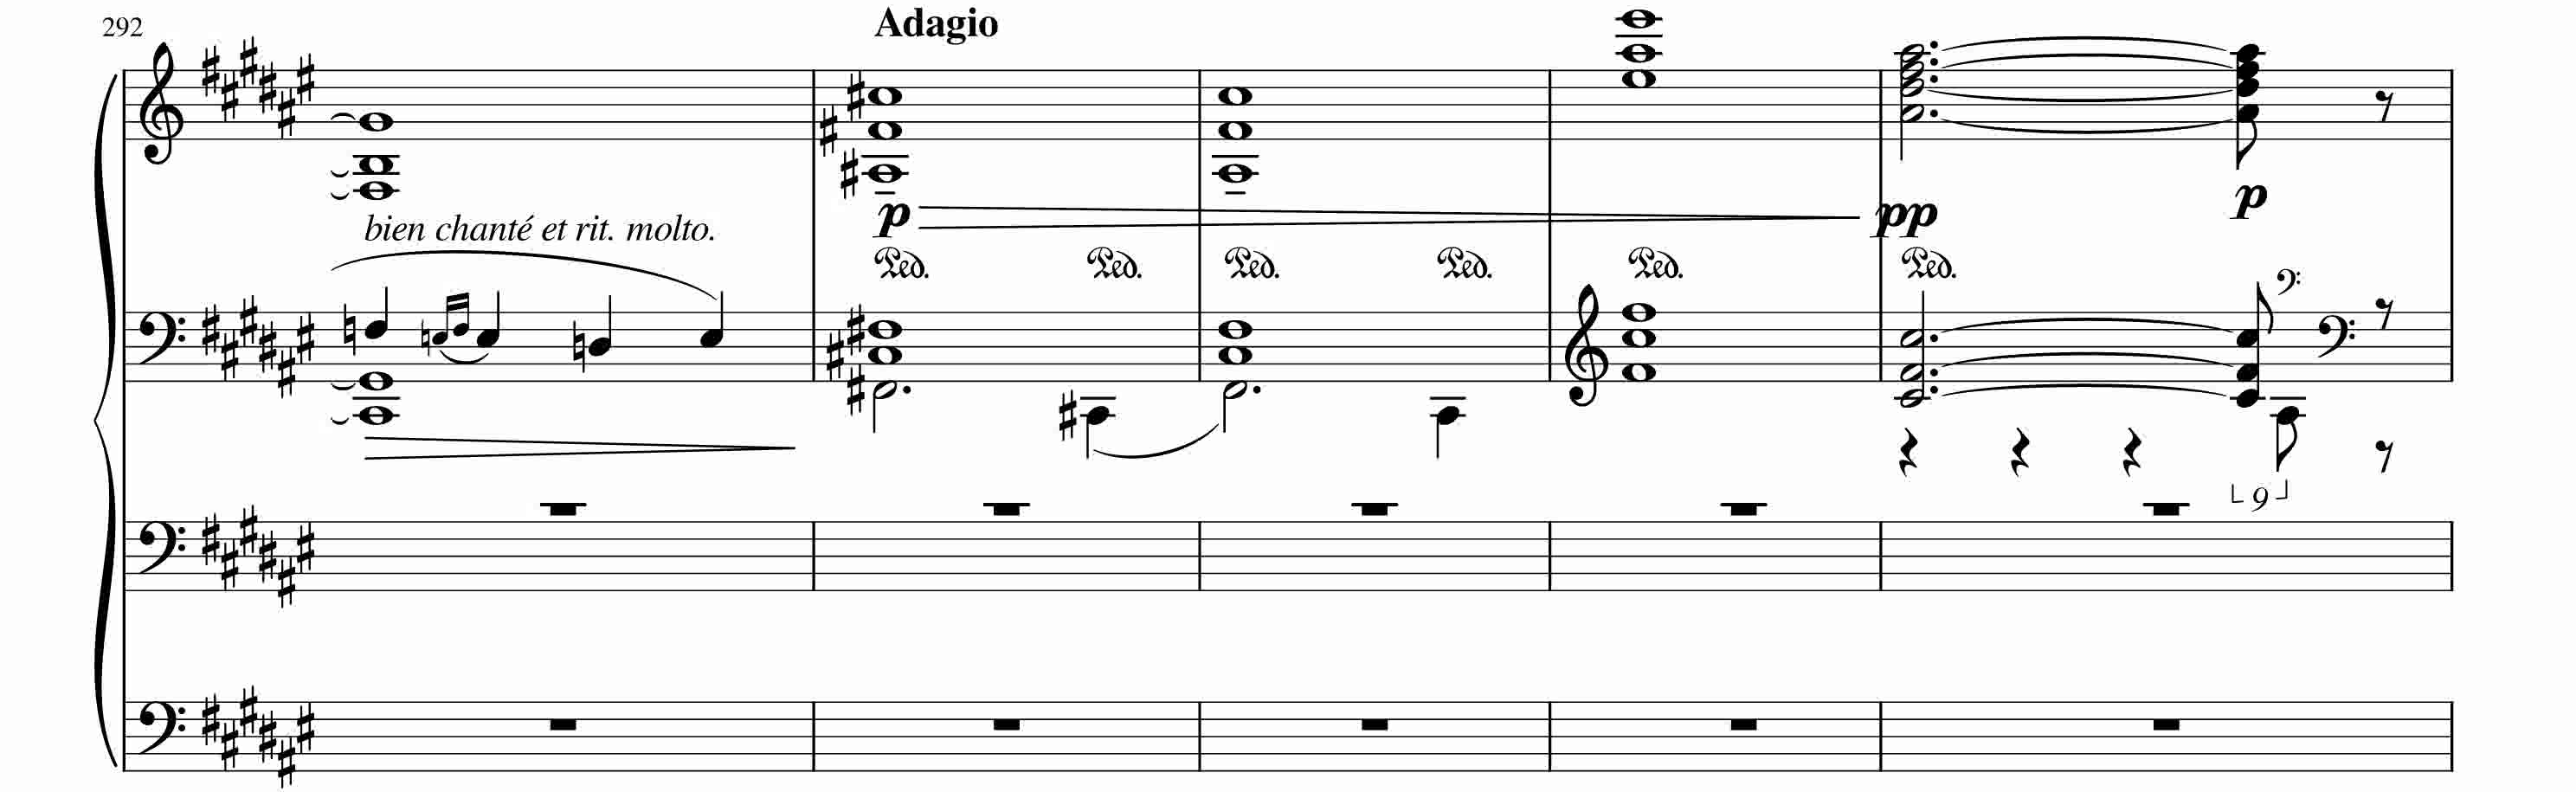 292
Adagio
bien chanté et rit. molto.
p
pp
p
Ped. Ped. Ped. Ped. Ped. Ped.
9